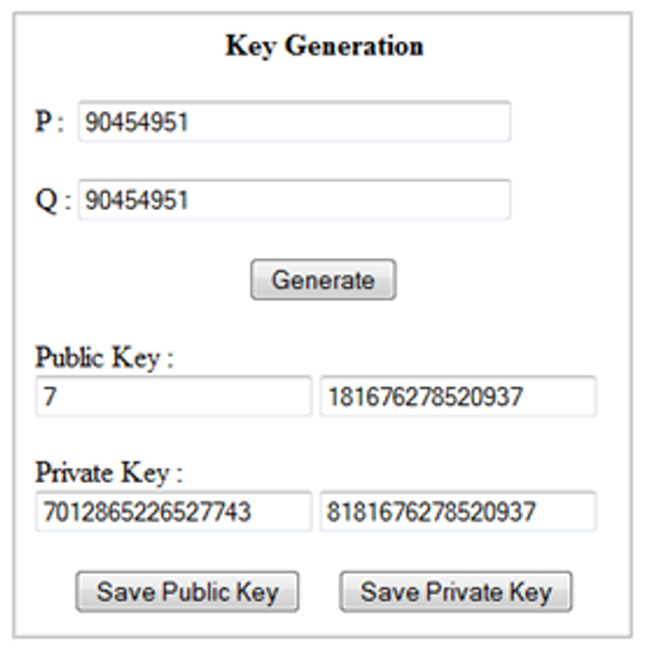 Key Generation
P : 90454951
Q : 90454951
Generate
Public Key :
7 181676278520937
Private Key :
7012865226527743 8181676278520937
Save Public Key Save Private Key